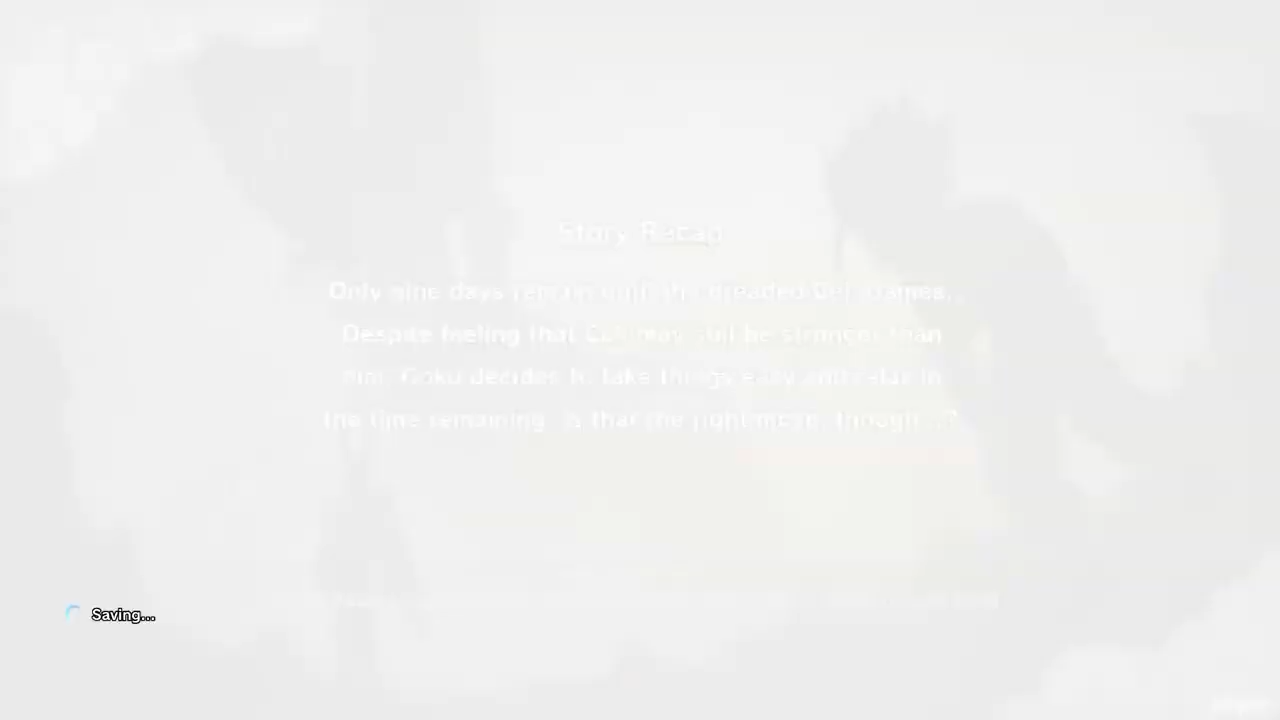 Story Recap
Only nine days remain until the dreaded Cell Games.
Despite feeling that Cell may still be stronger than
him, Goku decides to take things easy and relax in
the time remaining. Is that the right move, though...?
Saving...